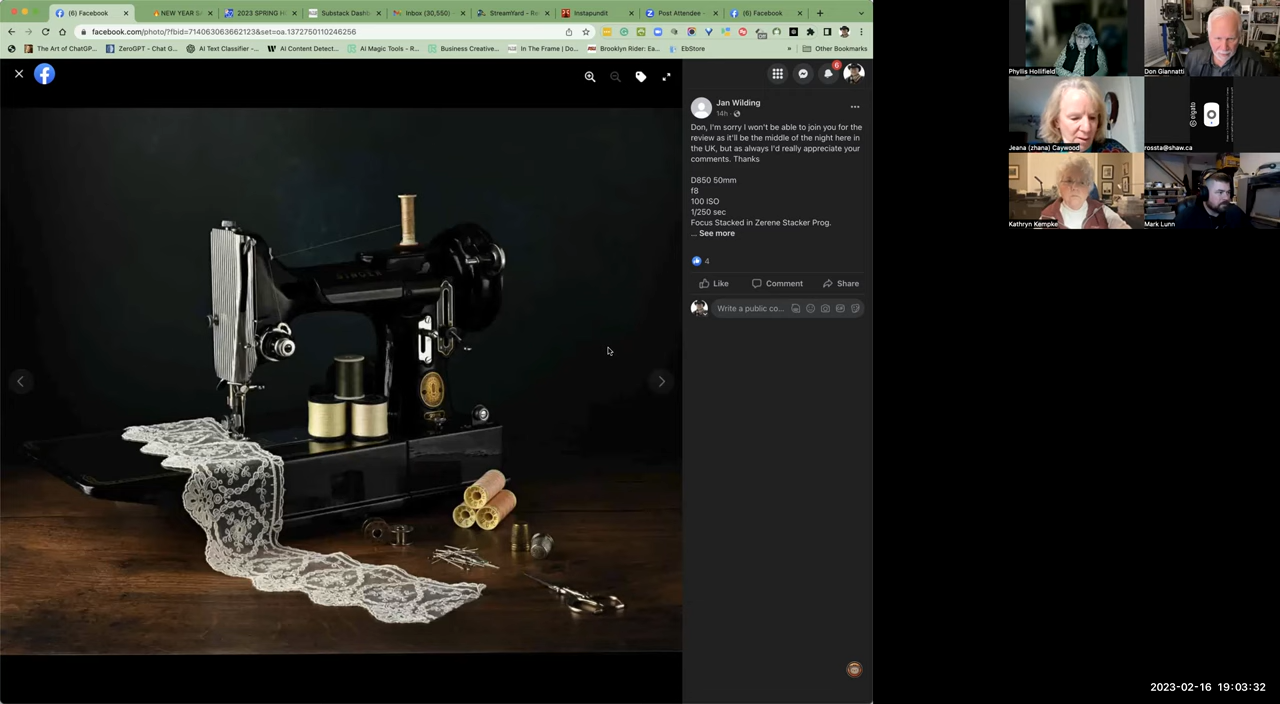 (6) Facebook
NEW YEAR S
2023 SPRING H
Substack Dashb
Inbox (30,550)
StreamYard - Re
Instapundit
Post Attendee -
(6) Facebook
facebook.com/photo/?fbid=714063063662123&set=oa.1372750110246256
The Art of ChatGP...
ZeroGPT - Chat G...
AI Text Classifier -...
AI Content Detect...
AI Magic Tools - R...
Business Creative...
In The Frame | Do...
Brooklyn Rider: Ea...
EbStore
»
Other Bookmarks
6
Jan Wilding
14h ·
Don, I'm sorry I won't be able to join you for the
review as it'll be the middle of the night here in
the UK, but as always I'd really appreciate your
comments. Thanks
D850 50mm
f8
100 ISO
1/250 sec
Focus Stacked in Zerene Stacker Prog.
... See more
4
Like
Comment
Share
Write a public co...
SINGER
Phyllis Hollifield
Don Giannatti
Jeana (zhana) Caywood
elgato
rossta@shaw.ca
Kathryn Kempke
Mark Lunn
2023-02-16 19:03:32